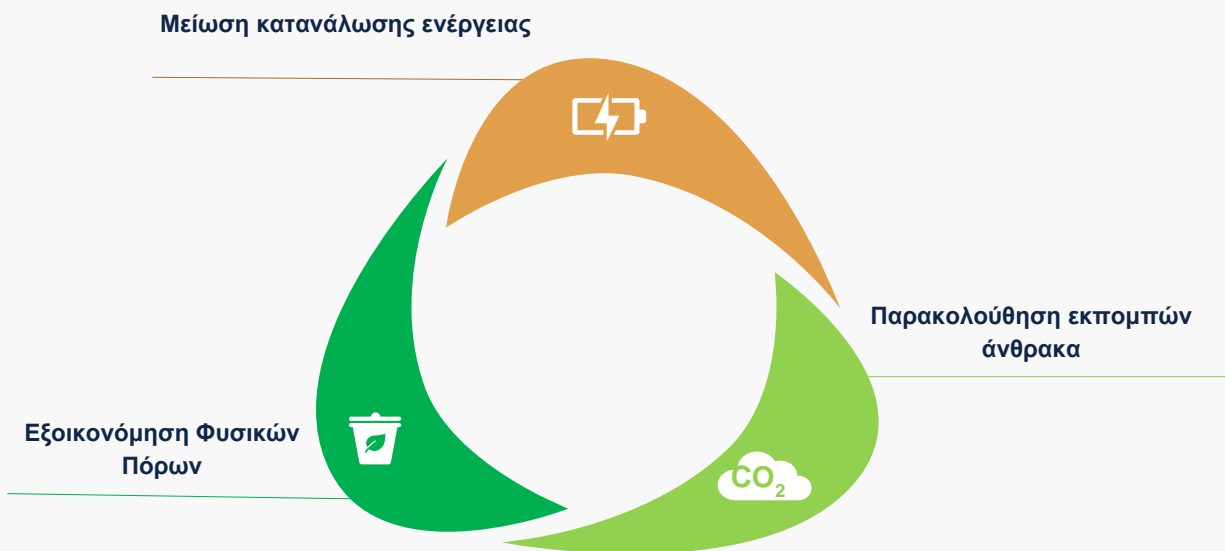 Μείωση κατανάλωσης ενέργειας
Παρακολούθηση εκπομπών
άνθρακα
Εξοικονόμηση Φυσικών
Πόρων
CO₂